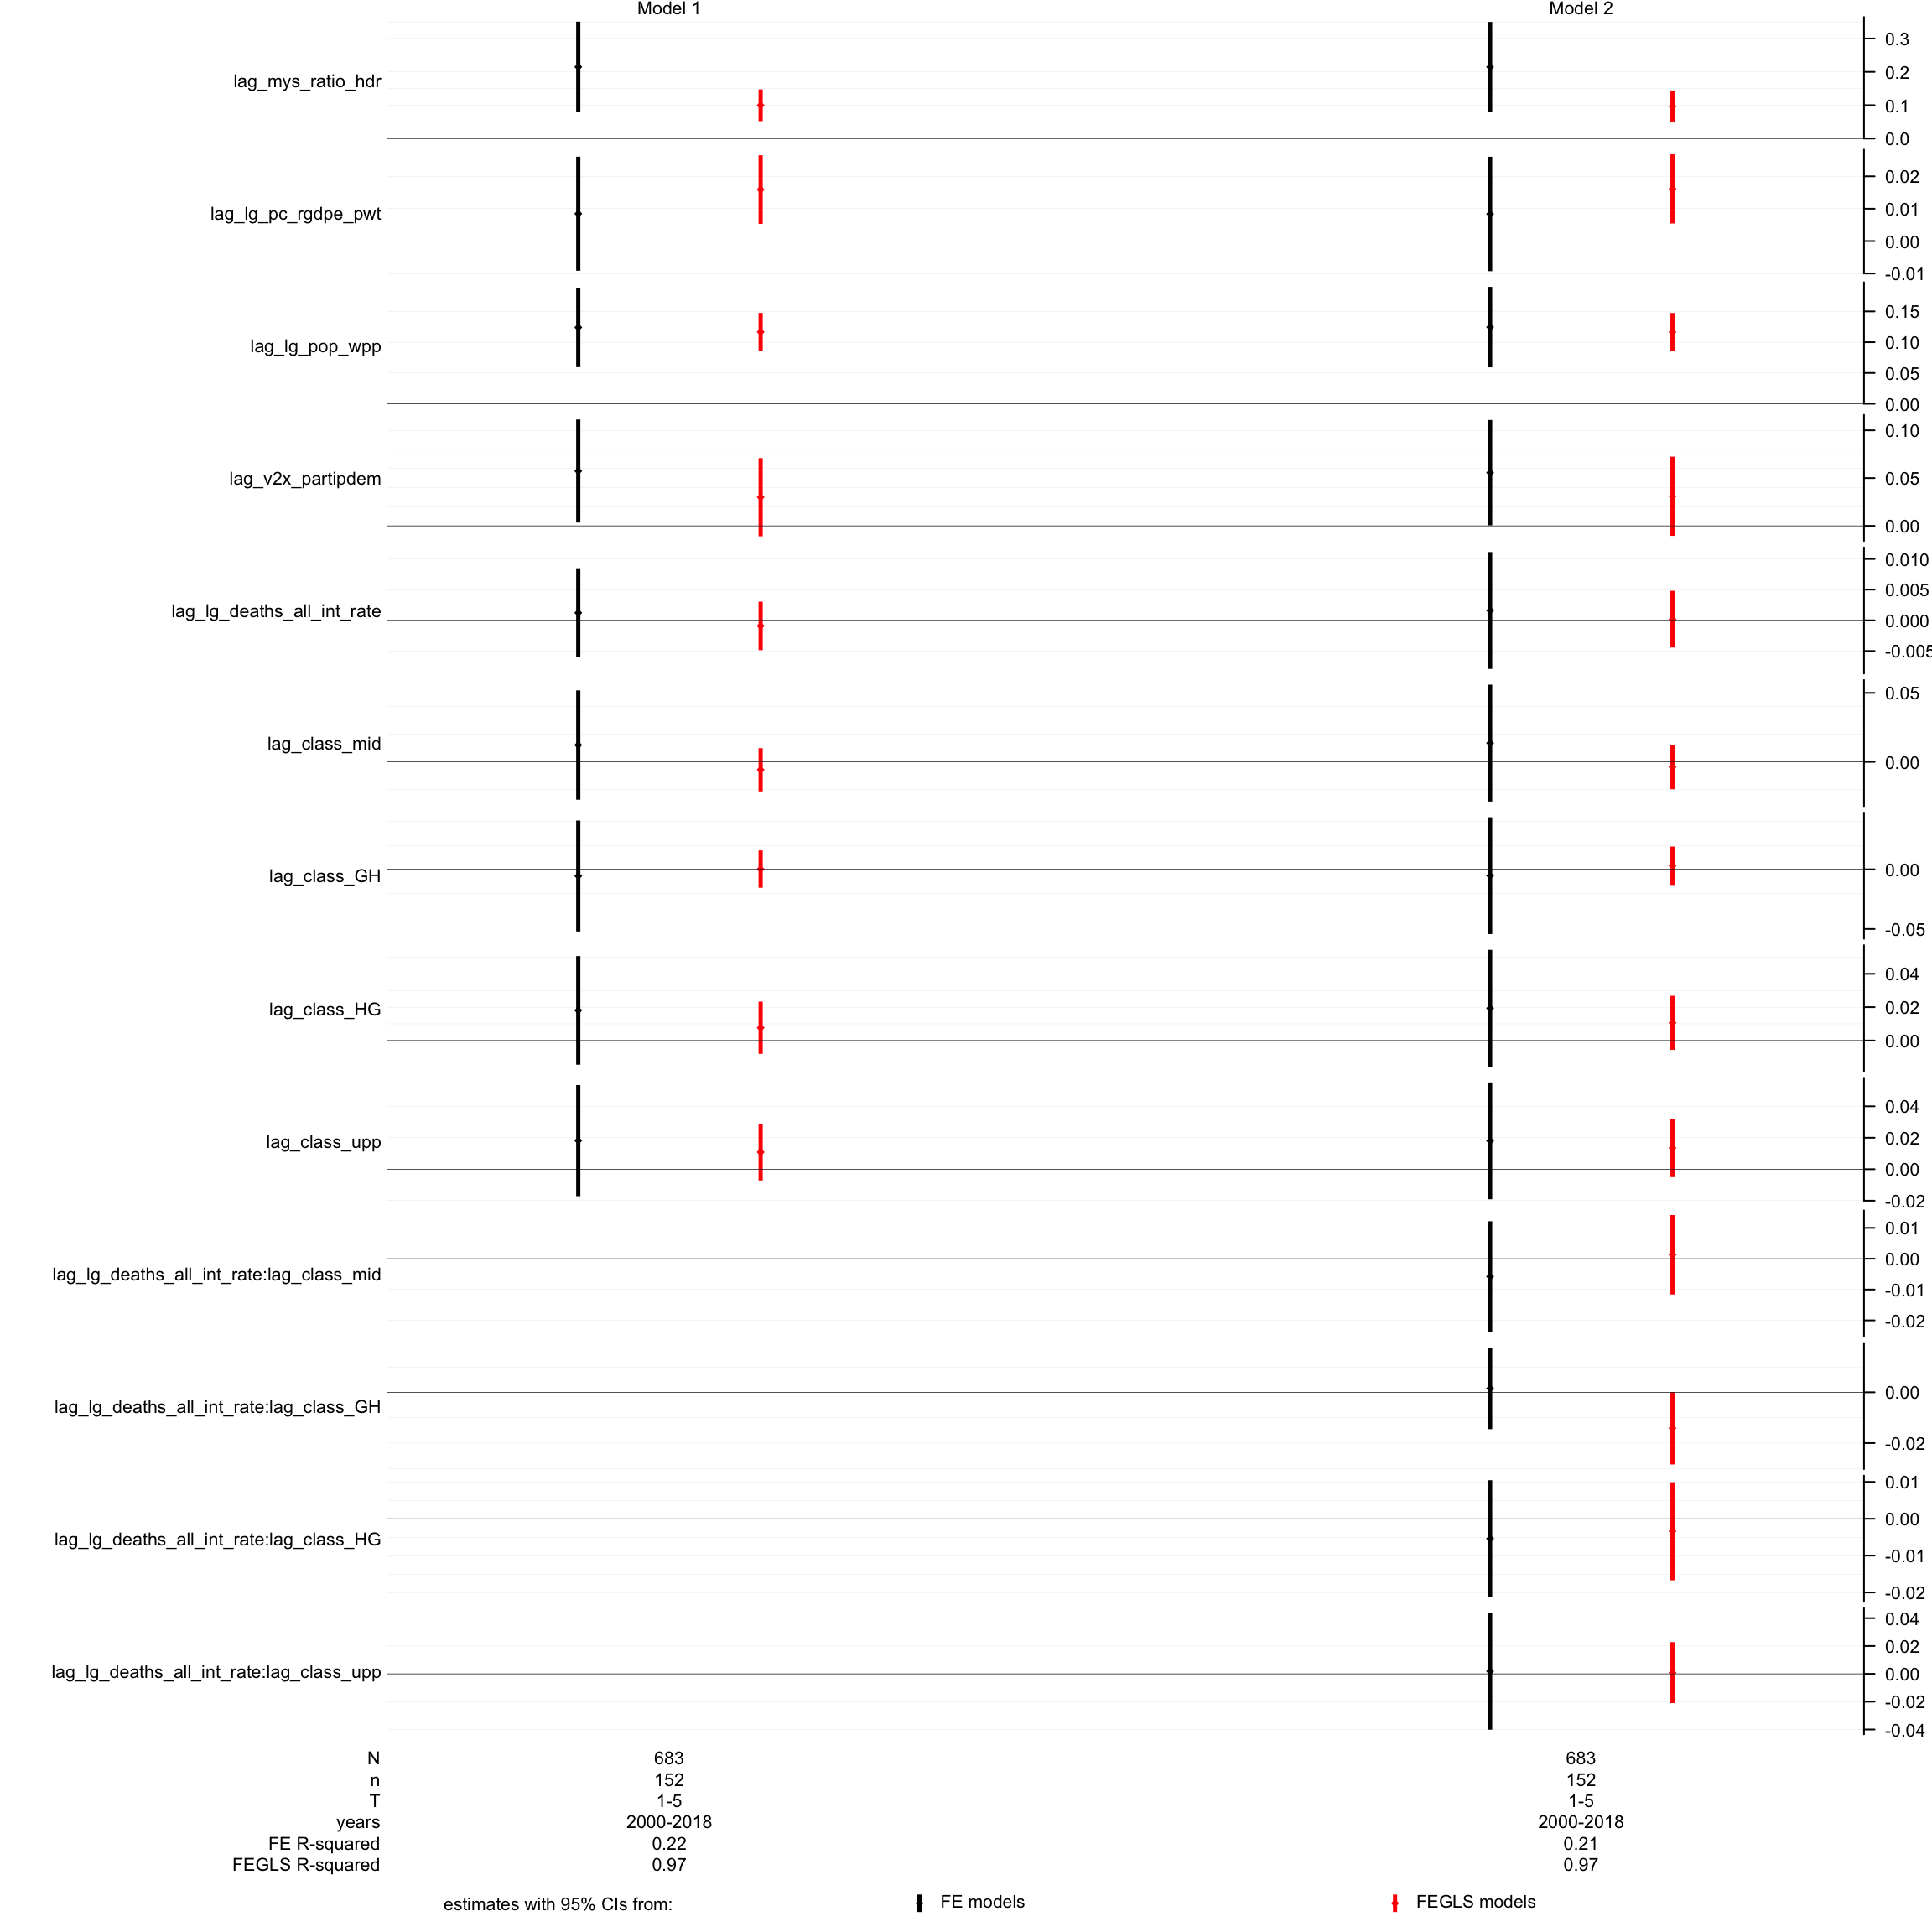 Model 1 Model 2
lag_mys_ratio_hdr
0.3
0.2
0.1
0.0
lag_lg_pc_rgdpe_pwt
0.02
0.01
0.00
-0.01
lag_lg_pop_wpp
0.15
0.10
0.05
0.00
lag_v2x_partipdem
0.10
0.05
0.00
lag_lg_deaths_all_int_rate
0.010
0.005
0.000
-0.005
lag_class_mid
0.05
0.00
lag_class_GH
0.00
-0.05
lag_class_HG
0.04
0.02
0.00
lag_class_upp
0.04
0.02
0.00
-0.02
lag_lg_deaths_all_int_rate:lag_class_mid
0.01
0.00
-0.01
-0.02
lag_lg_deaths_all_int_rate:lag_class_GH
0.00
-0.02
lag_lg_deaths_all_int_rate:lag_class_HG
0.01
0.00
-0.01
-0.02
lag_lg_deaths_all_int_rate:lag_class_upp
0.04
0.02
0.00
-0.02
-0.04
N 683 683
n 152 152
T 1-5 1-5
years 2000-2018 2000-2018
FE R-squared 0.22 0.21
FEGLS R-squared 0.97 0.97
estimates with 95% CIs from: FE models FEGLS models